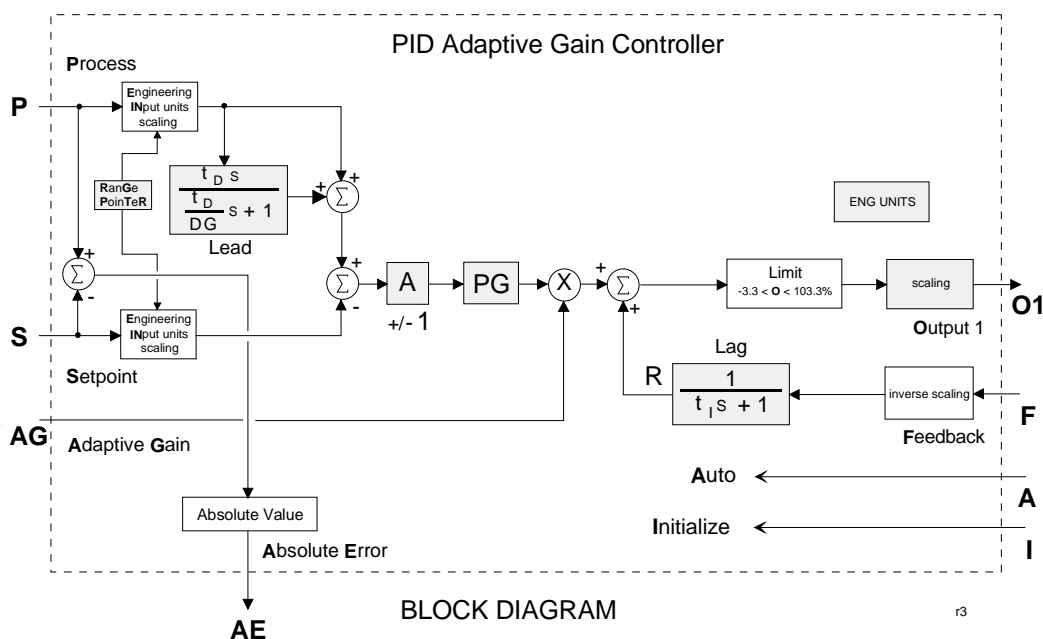 PID Adaptive Gain Controller
Process
P
Engineering
INput units
scaling
RanGe
PoinTeR
t D S
t D
DG
S + 1
Lead
+
+
Σ
ENG UNITS
+
Σ
-
+
Σ
-
A
+/- 1
PG
X
+
Σ
+
Limit
-3.3 < O < 103.3%
scaling
O1
Output 1
S
Engineering
INput units
scaling
Setpoint
Lag
R
1
t I S + 1
inverse scaling
F
Feedback
AG
Adaptive Gain
Auto
A
Absolute Value
Initialize
I
Absolute Error
AE
BLOCK DIAGRAM
r3